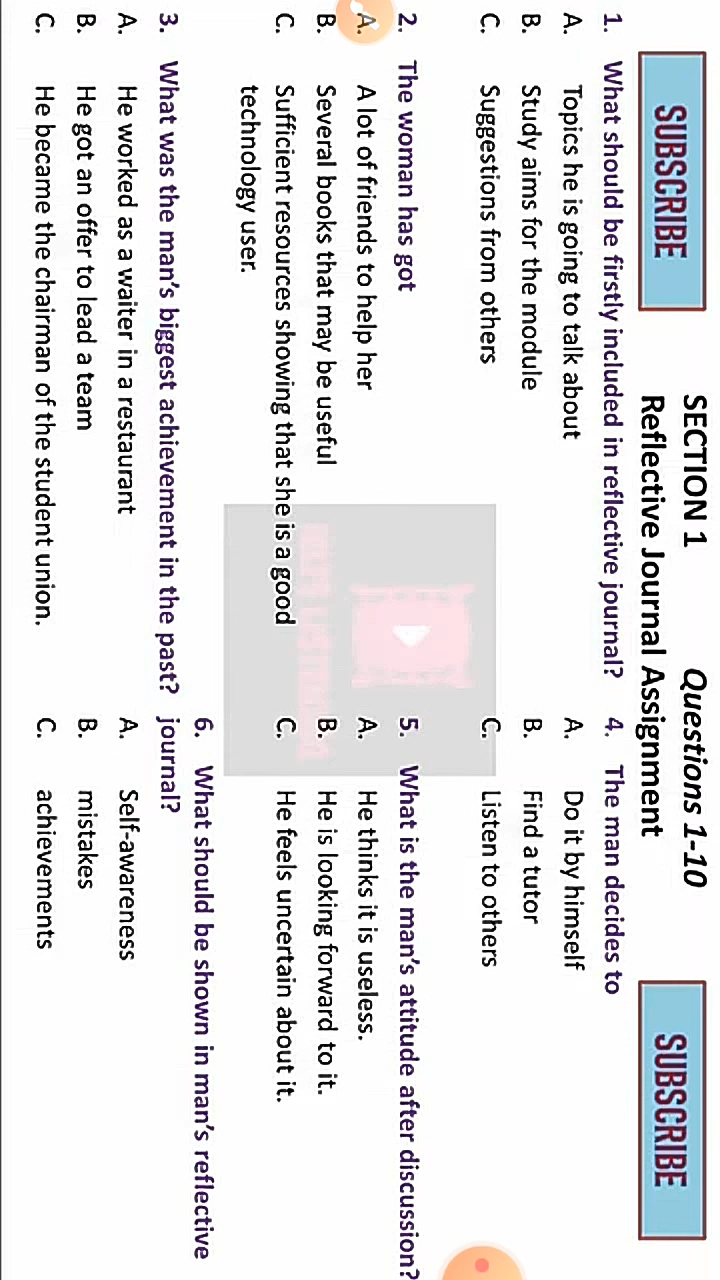 SUBSCRIBE
SECTION 1 Questions 1-10
Reflective Journal Assignment
SUBSCRIBE
1. What should be firstly included in reflective journal?
A. Topics he is going to talk about
B. Study aims for the module
C. Suggestions from others
2. The woman has got
A. A lot of friends to help her
B. Several books that may be useful
C. Sufficient resources showing that she is a good
technology user.
3. What was the man's biggest achievement in the past?
A. He worked as a waiter in a restaurant
B. He got an offer to lead a team
C. He became the chairman of the student union.
4. The man decides to
A. Do it by himself
B. Find a tutor
C. Listen to others
5. What is the man's attitude after discussion?
A. He thinks it is useless.
B. He is looking forward to it.
C. He feels uncertain about it.
6. What should be shown in man's reflective
journal?
A. Self-awareness
B. mistakes
C. achievements